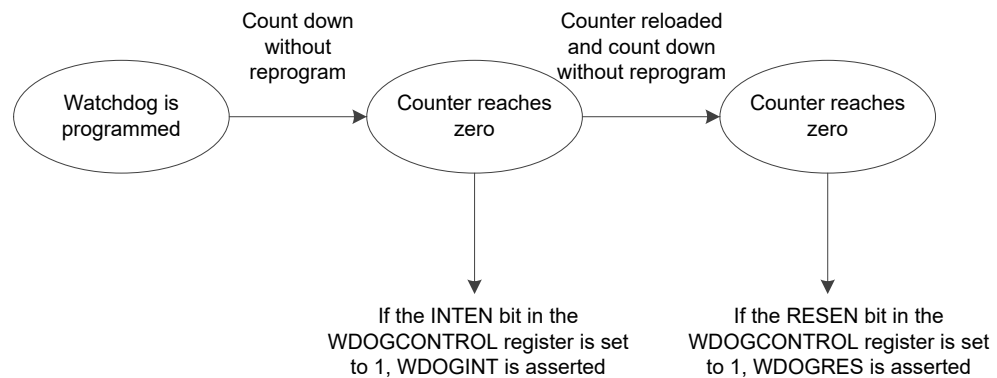 Count down
without
reprogram
Counter reloaded
and count down
without reprogram
Watchdog is
programmed
Counter reaches
zero
Counter reaches
zero
If the INTEN bit in the
WDOGCONTROL register is set
to 1, WDOGINT is asserted
If the RESEN bit in the
WDOGCONTROL register is set
to 1, WDOGRES is asserted